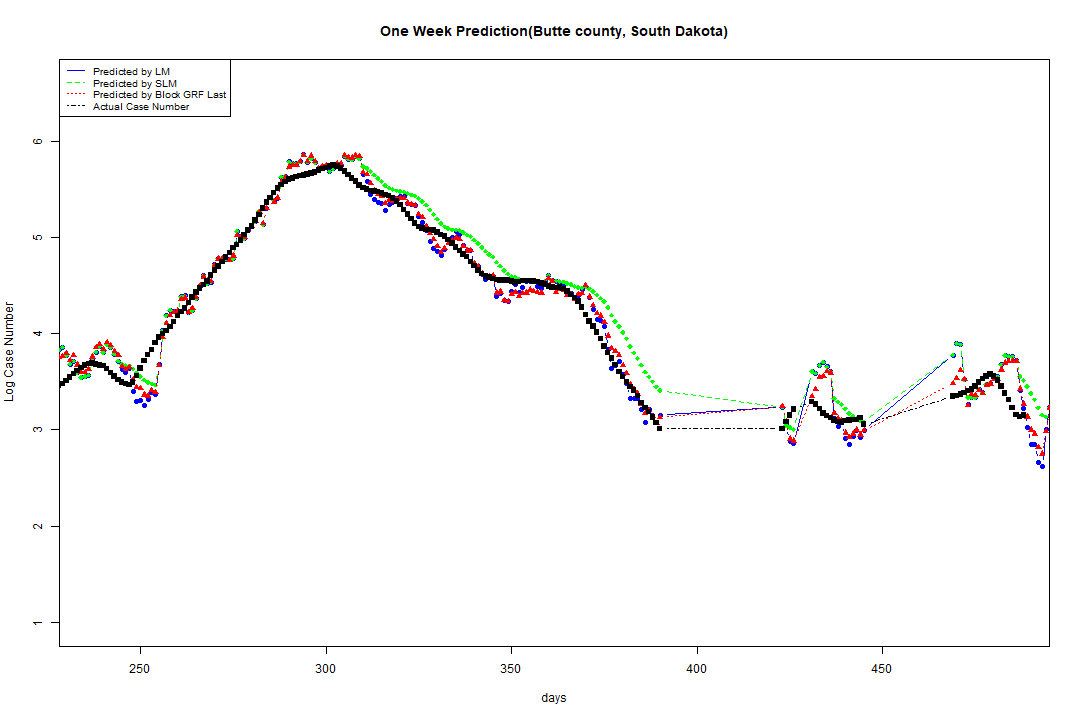 One Week Prediction(Butte county, South Dakota)
Predicted by LM
Predicted by SLM
Predicted by Block GRF Last
Actual Case Number
Log Case Number
6
5
4
3
2
1
250 300 350 400 450
days